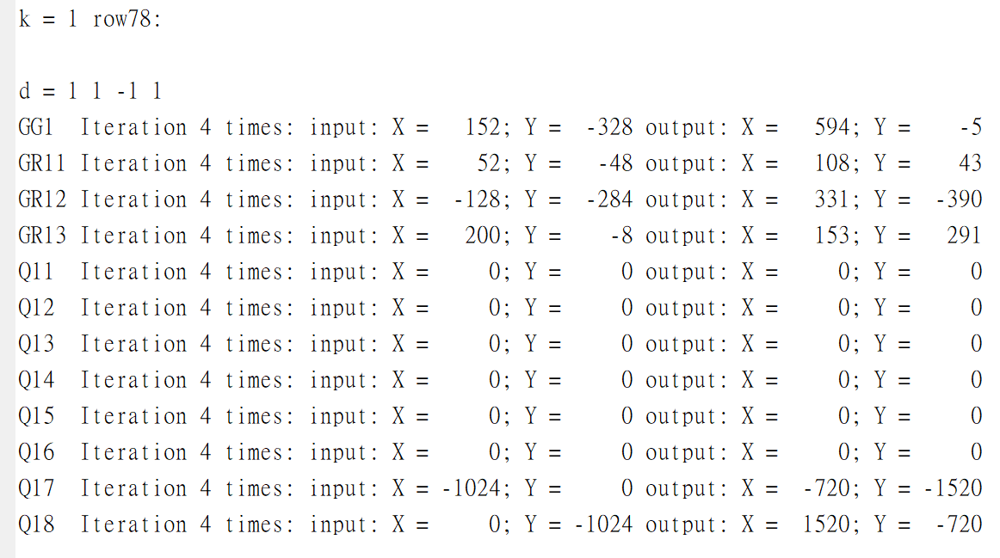 k = 1 row78:
d = 1 1 -1 1
GG1  Iteration 4 times: input: X =   152; Y =  -328 output: X =   594; Y =    -5
GR11 Iteration 4 times: input: X =    52; Y =   -48 output: X =   108; Y =    43
GR12 Iteration 4 times: input: X =  -128; Y =  -284 output: X =   331; Y =  -390
GR13 Iteration 4 times: input: X =   200; Y =    -8 output: X =   153; Y =   291
Q11  Iteration 4 times: input: X =     0; Y =     0 output: X =     0; Y =     0
Q12  Iteration 4 times: input: X =     0; Y =     0 output: X =     0; Y =     0
Q13  Iteration 4 times: input: X =     0; Y =     0 output: X =     0; Y =     0
Q14  Iteration 4 times: input: X =     0; Y =     0 output: X =     0; Y =     0
Q15  Iteration 4 times: input: X =     0; Y =     0 output: X =     0; Y =     0
Q16  Iteration 4 times: input: X =     0; Y =     0 output: X =     0; Y =     0
Q17  Iteration 4 times: input: X = -1024; Y =     0 output: X =  -720; Y = -1520
Q18  Iteration 4 times: input: X =     0; Y = -1024 output: X =  1520; Y =  -720